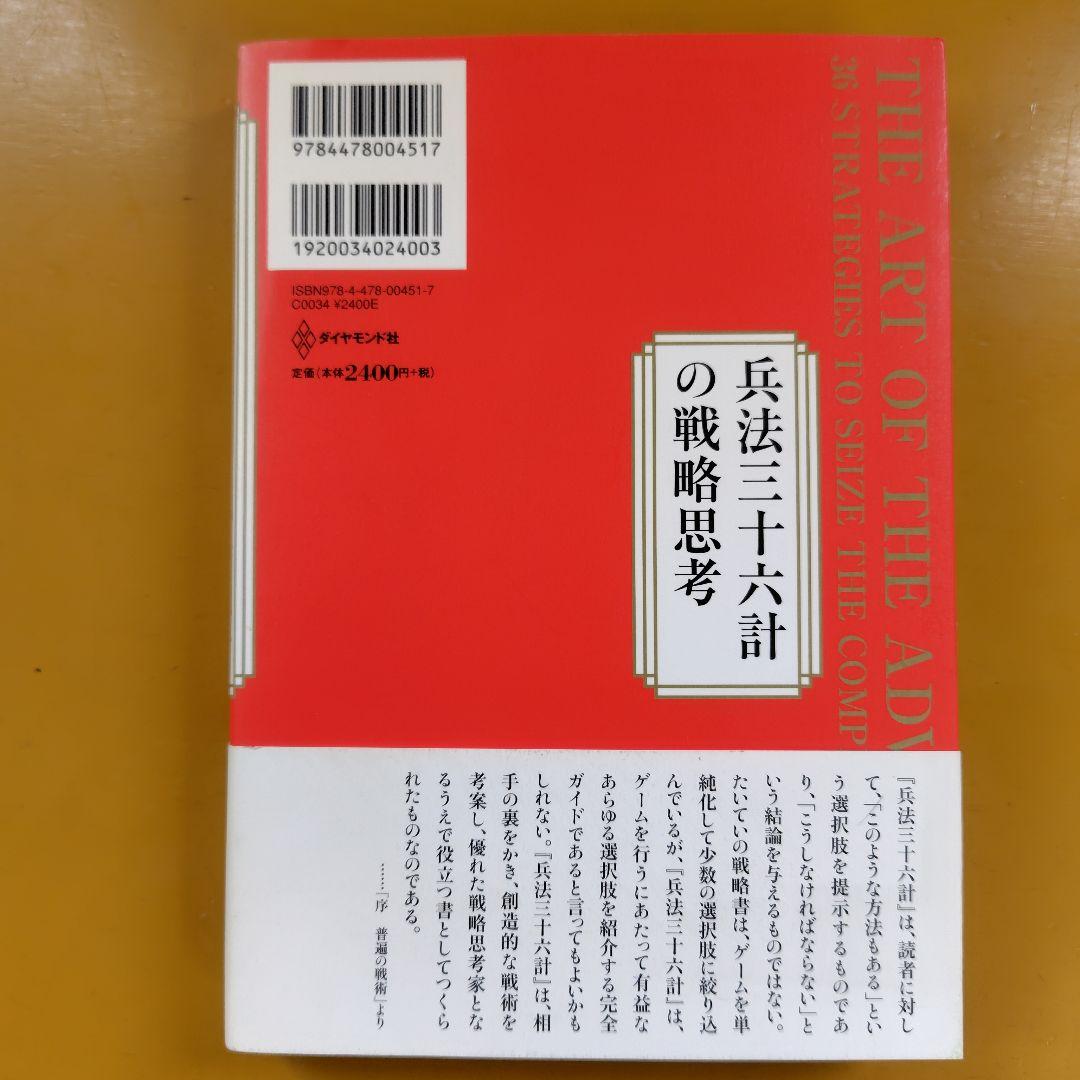 9784478004517
1920034024003
ISBN978-4-478-00451-7
C0034 ¥2400E
ダイヤモンド社
定価(本体2400円+税)
THE ART OF THE ADV
36 STRATEGIES TO SEIZE THE COMP
兵法三十六計
の戦略思考
『兵法三十六計』は、読者に対し
て、「このような方法もある」とい
う選択肢を提示するものであ
り、「こうしなければならない」と
いう結論を与えるものではない。
たいていの戦略書は、ゲームを単
純化して少数の選択肢に絞り込
んでいるが、『兵法三十六計』は、
ゲームを行うにあたって有益な
あらゆる選択肢を紹介する完全
ガイドであると言ってもよいかも
しれない。『兵法三十六計』は、相
手の裏をかき、創造的な戦術を
考案し、優れた戦略思考家とな
るうえで役立つ書としてつくら
れたものなのである。
……「序 普遍の戦術」より